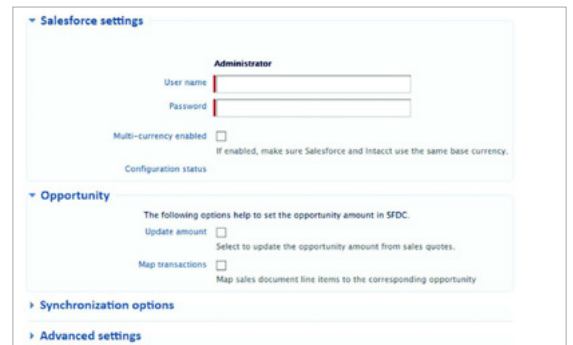 Salesforce settings
Administrator
User name
Password
Multi-currency enabled
If enabled, make sure Salesforce and Intacct use the same base currency.
Configuration status
Opportunity
The following options help to set the opportunity amount in SFDC.
Update amount
Select to update the opportunity amount from sales quotes.
Map transactions
Map sales document line items to the corresponding opportunity
Synchronization options
Advanced settings